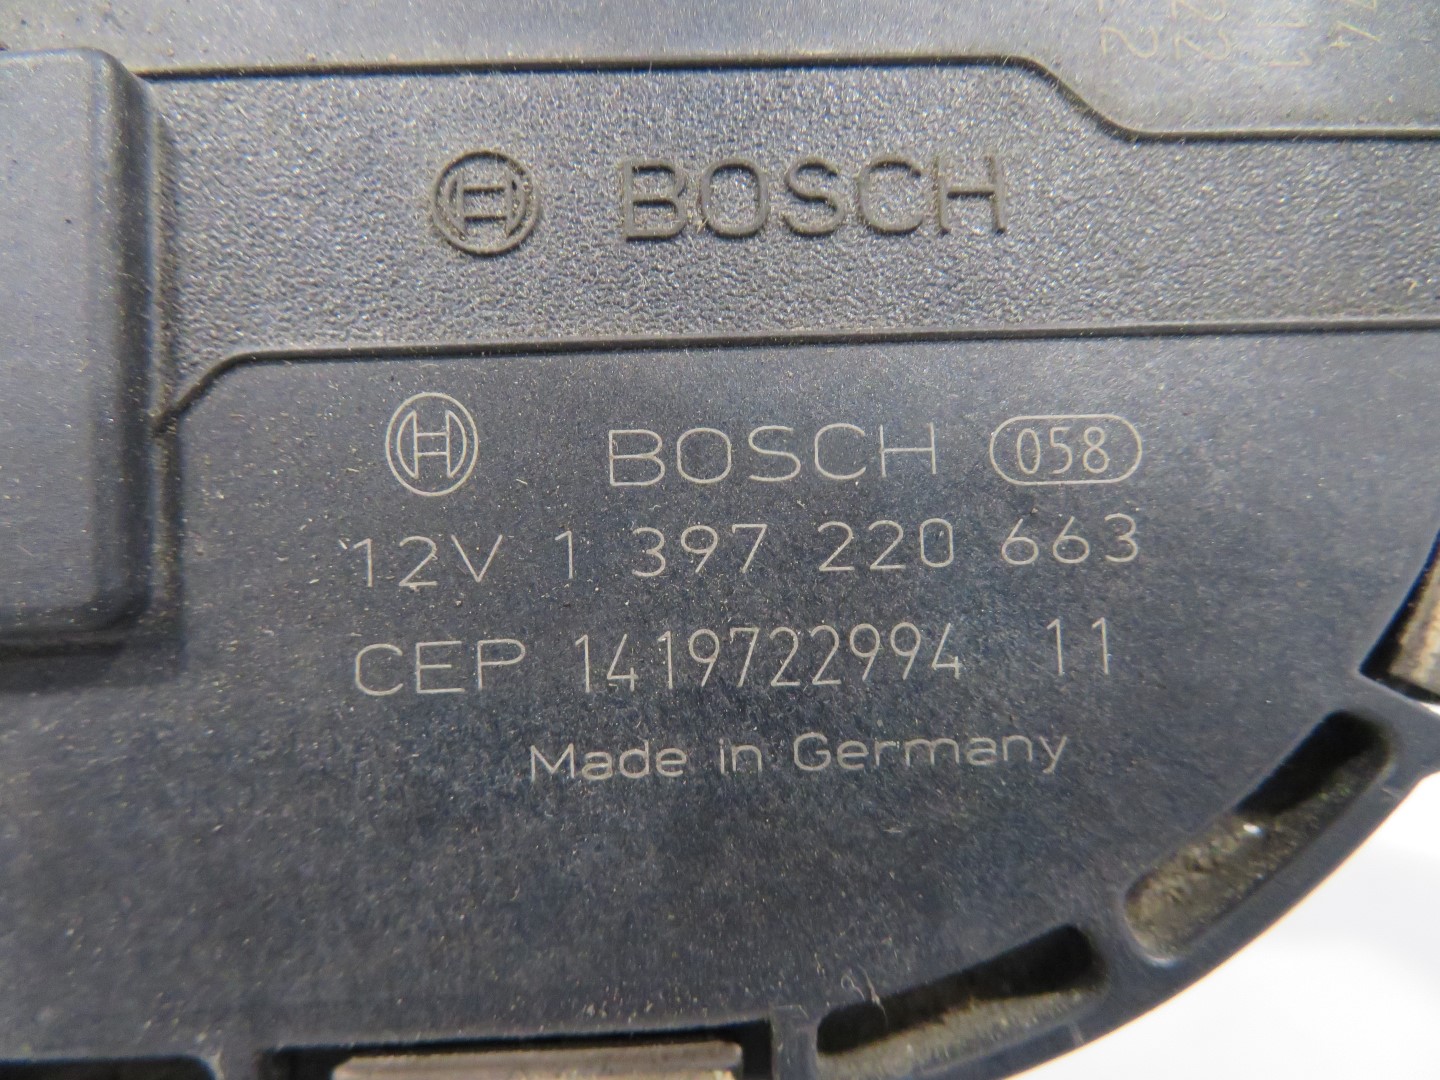 BOSCH
BOSCH 058
12V 1 397 220 663
CEP 1419722994 11
Made in Germany